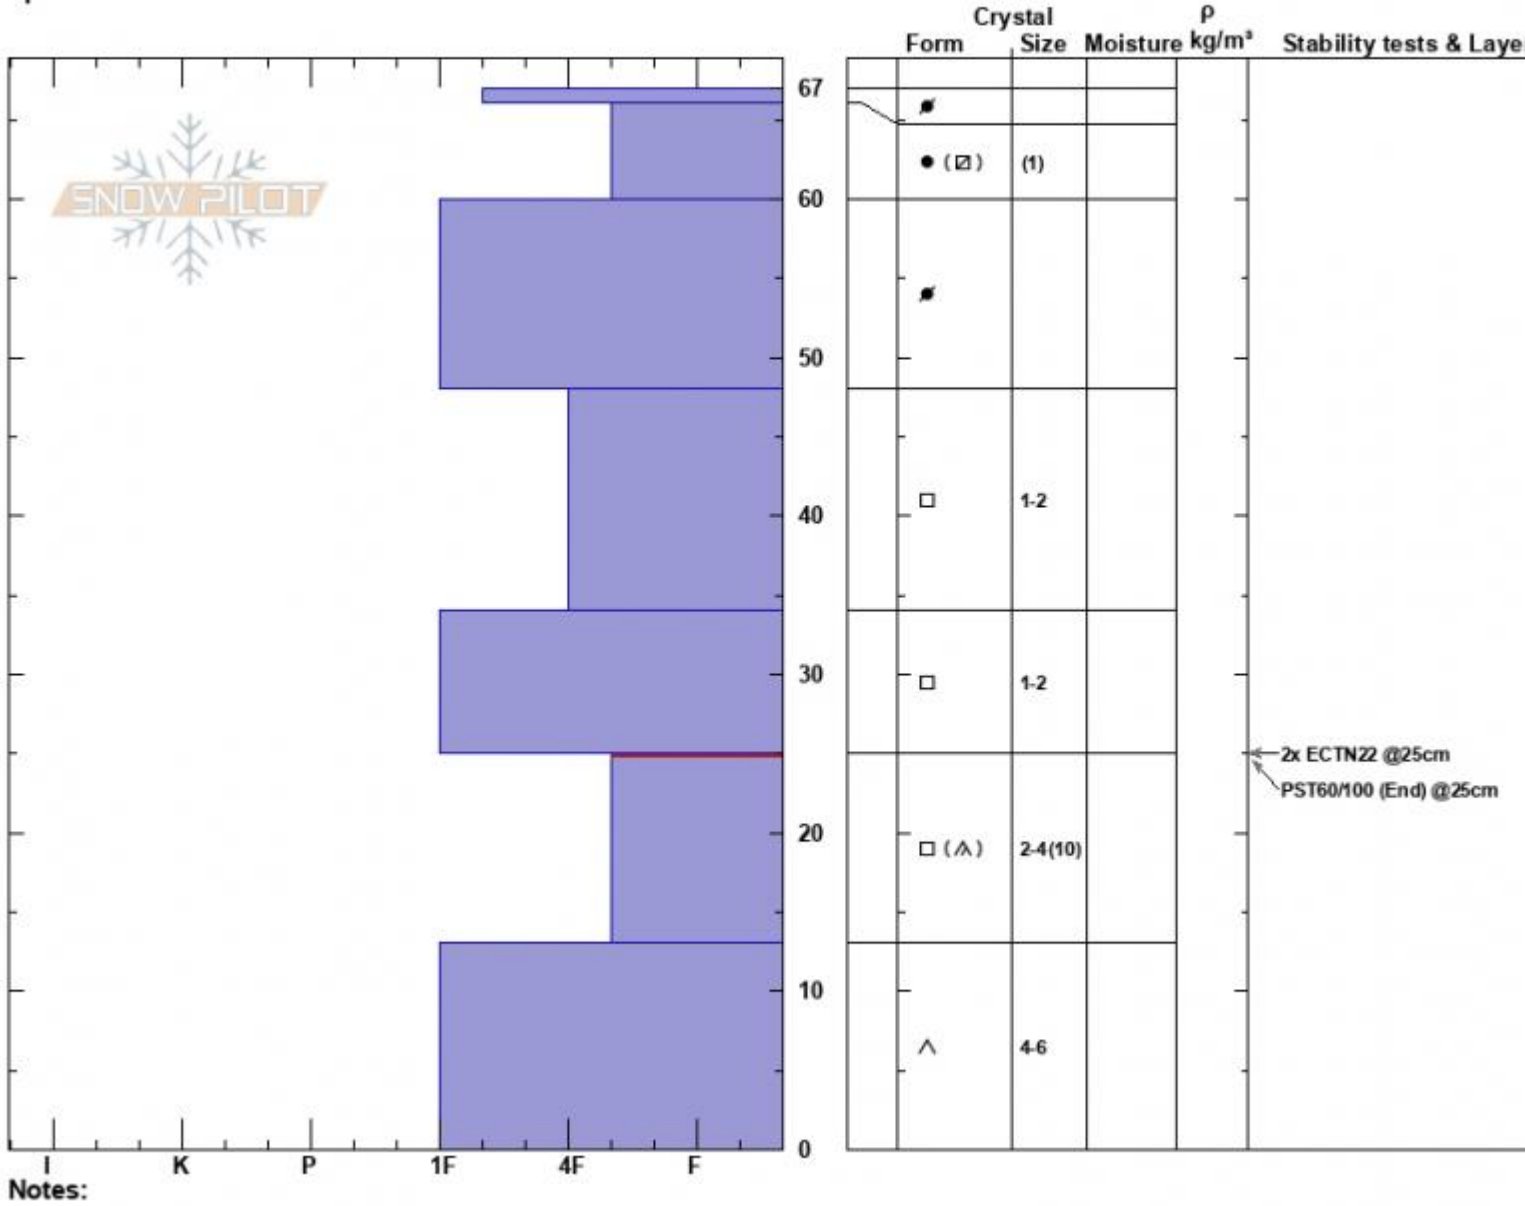 Crystal ρ
Form Size Moisture kg/m³ Stability tests & Laye
67
SNOW PILOT
(1)
60
50
1-2
40
30
1-2
2x ECTN22 @25cm
PST60/100 (End) @25cm
20
2-4(10)
10
4-6
0
I K P 1F 4F F
Notes: